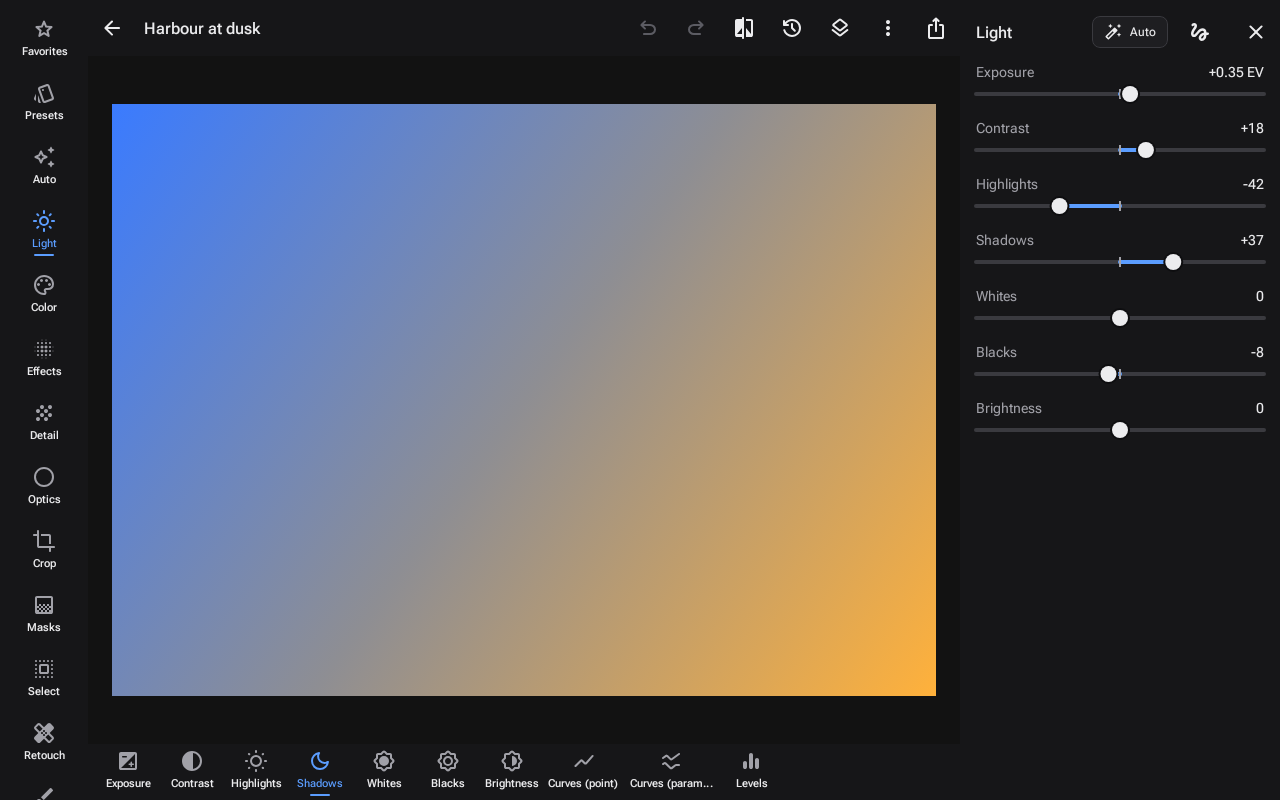 Favorites
Presets
Auto
Light
Color
Effects
Detail
Optics
Crop
Masks
Select
Retouch
Harbour at dusk
Light
Auto
Exposure +0.35 EV
Contrast +18
Highlights -42
Shadows +37
Whites 0
Blacks -8
Brightness 0
Exposure Contrast Highlights Shadows Whites Blacks Brightness Curves (point) Curves (param... Levels